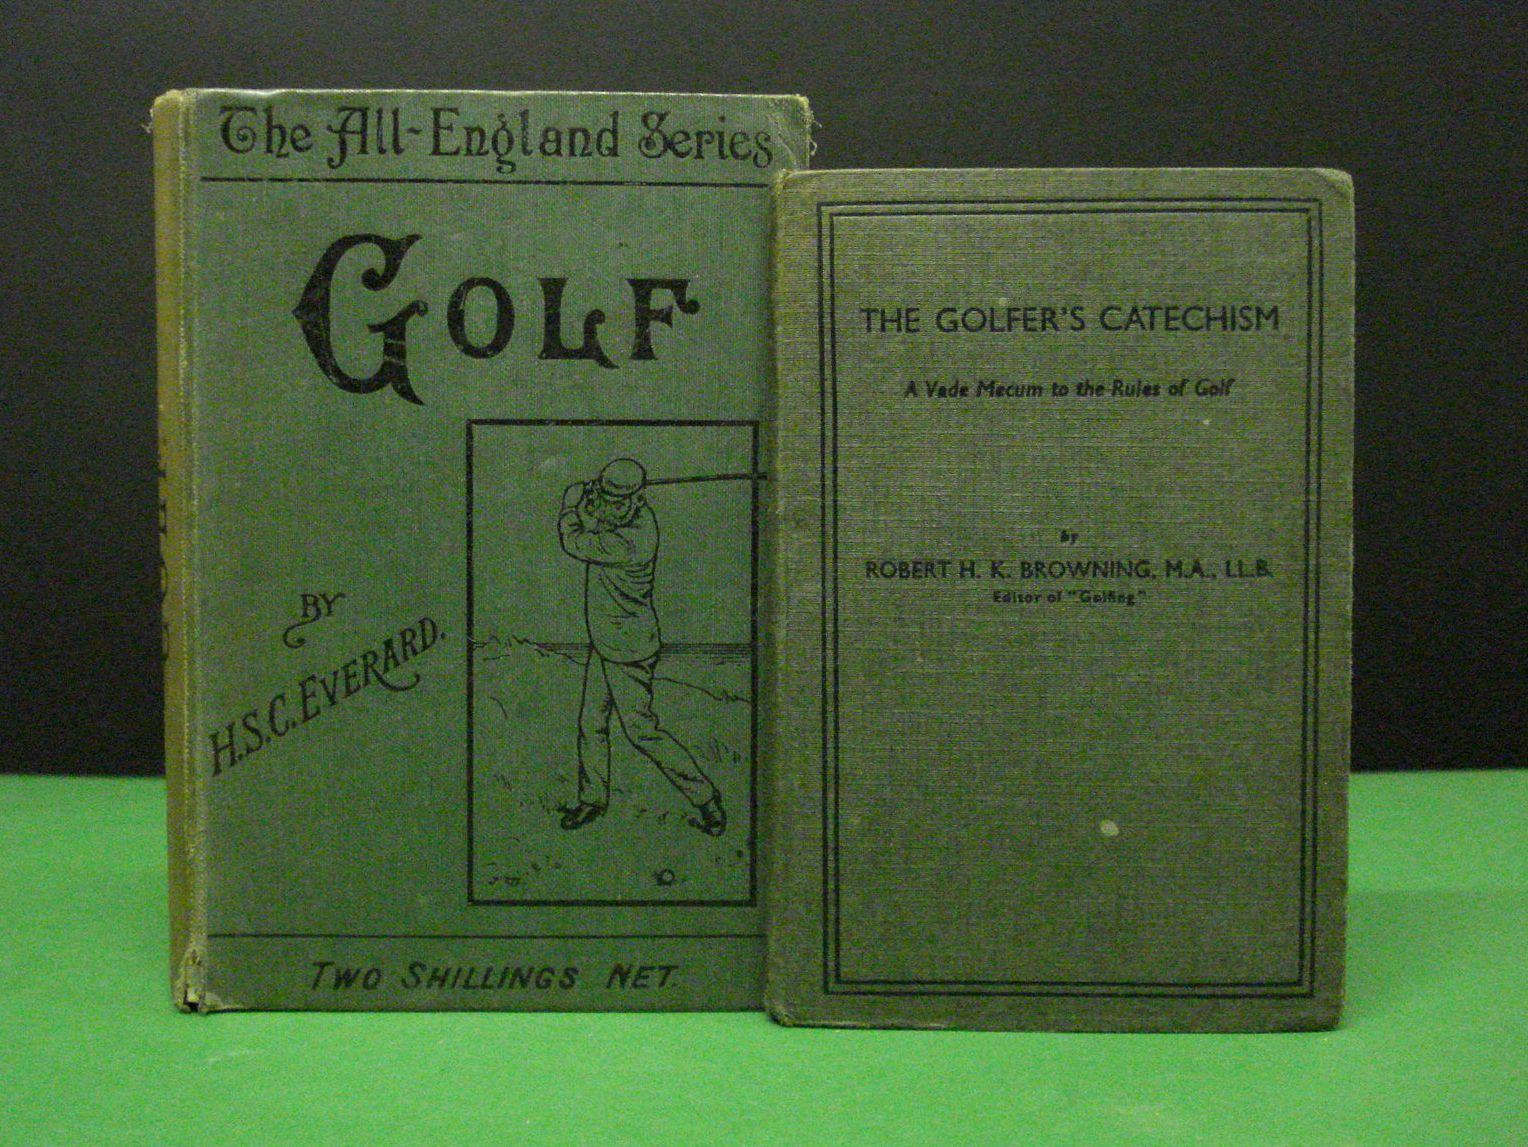 The All-England Series
GOLF
BY
H.S.C. EVERARD.
TWO SHILLINGS NET.
THE GOLFER'S CATECHISM
A Vade Mecum to the Rules of Golf
by
ROBERT H. K. BROWNING, M.A., LL.B.
Editor of "Golfing"